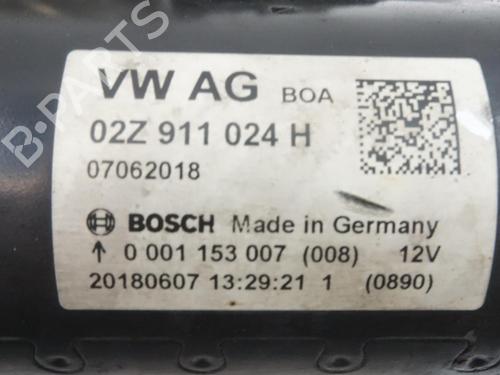 B-PARTS
VW AG BOA
02Z 911 024 H
07062018
BOSCH Made in Germany
↑ 0 001 153 007 (008) 12V
20180607 13:29:21 1 (0890)